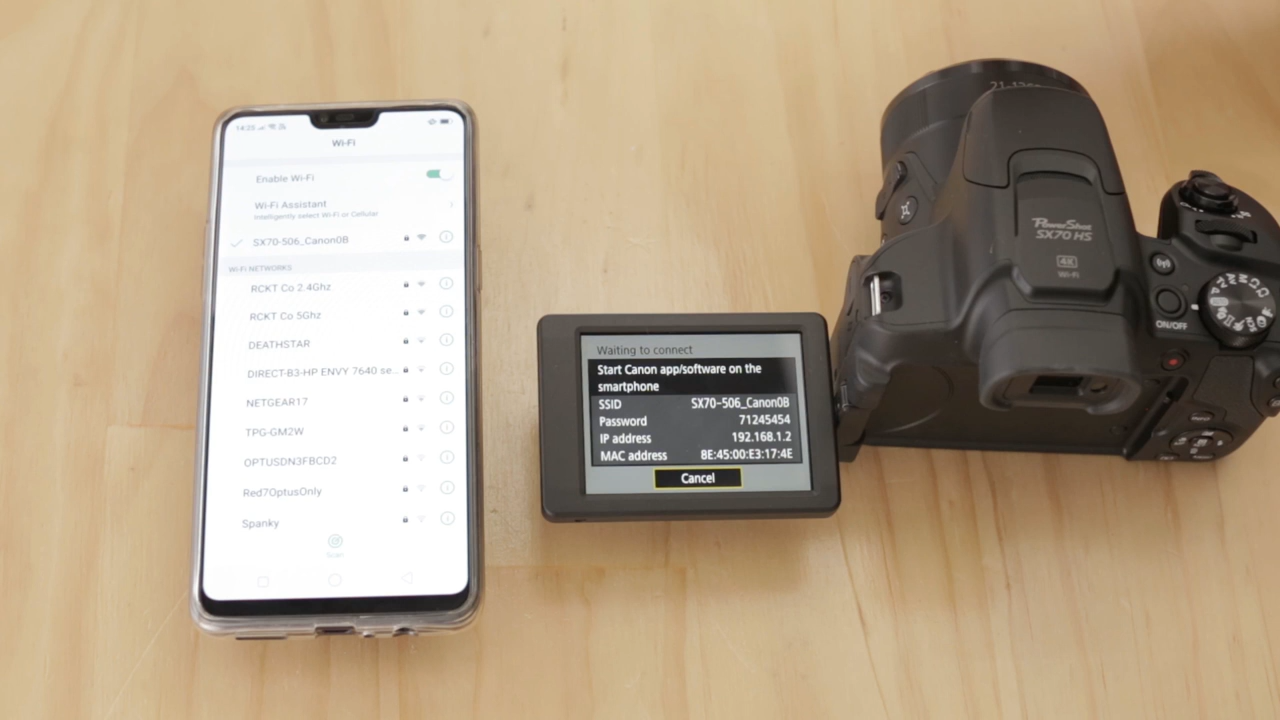 14:25
Wi-Fi
Enable Wi-Fi
Wi-Fi Assistant
Intelligently select Wi-Fi or Cellular
SX70-506_Canon0B
Wi-Fi NETWORKS
RCKT Co 2.4Ghz
RCKT Co 5Ghz
DEATHSTAR
DIRECT-B3-HP ENVY 7640 se...
NETGEAR17
TPG-GM2W
OPTUSDN3FBCD2
Red7OptusOnly
Spanky
Scan
Waiting to connect
Start Canon app/software on the
smartphone
SSID SX70-506_Canon0B
Password 71245454
IP address 192.168.1.2
MAC address 8E:45:00:E3:17:4E
Cancel
PowerShot
SX70 HS
4K
Wi-Fi
ON/OFF